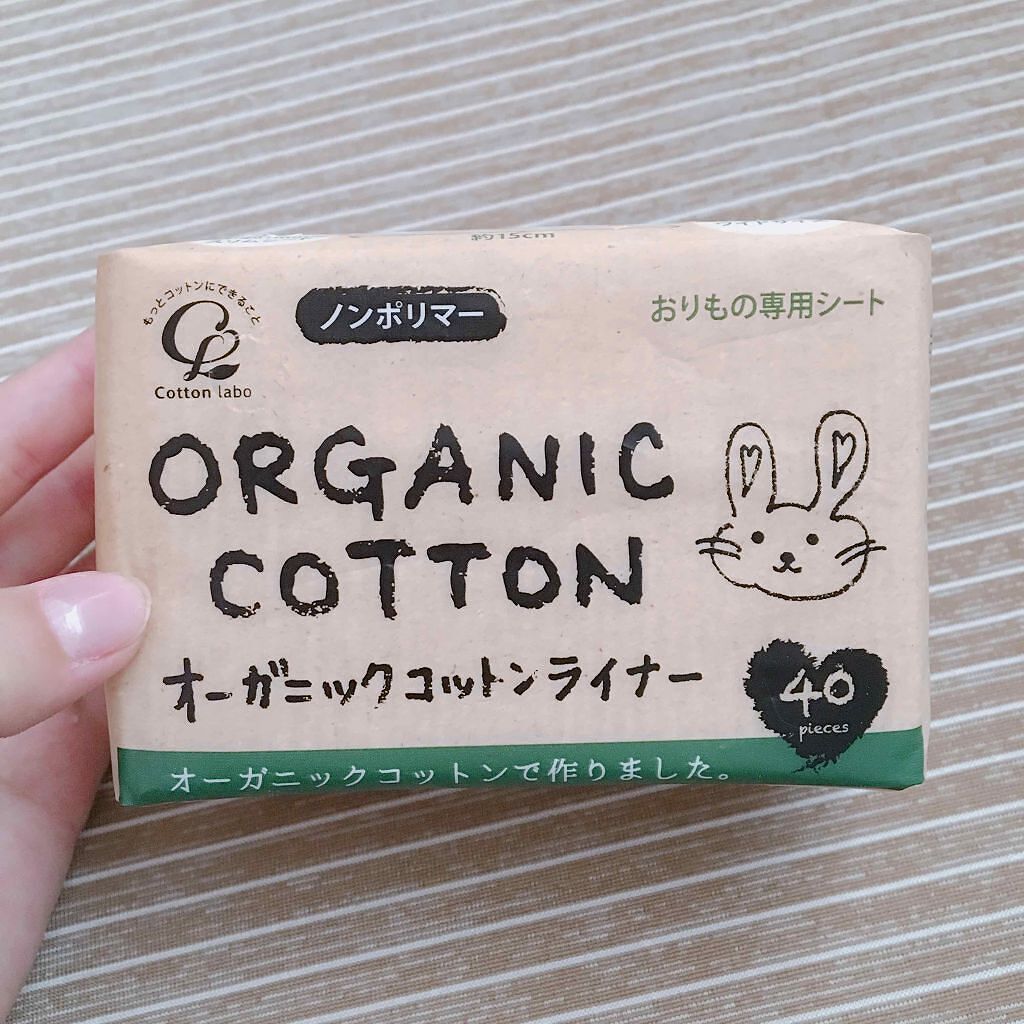 約15cm
もっとコットンにできること
Cotton labo
ノンポリマー
おりもの専用シート
ORGANIC
COTTON
オーガニックコットンライナー
40
pieces
オーガニックコットンで作りました。